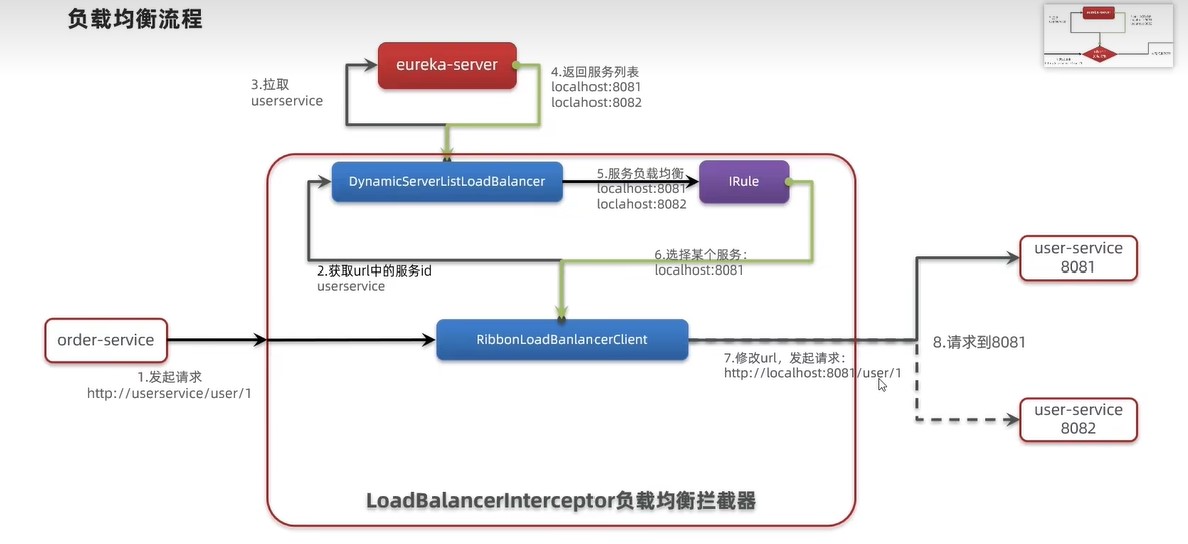 负载均衡流程
eureka-server
3.拉取
userservice
4.返回服务列表
localhost:8081
loclahost:8082
DynamicServerListLoadBalancer
5.服务负载均衡
localhost:8081
loclahost:8082
IRule
2.获取url中的服务id
userservice
6.选择某个服务：
localhost:8081
user-service
8081
order-service
RibbonLoadBanlancerClient
1.发起请求
http://userservice/user/1
7.修改url，发起请求：
http://localhost:8081/user/1
8.请求到8081
user-service
8082
LoadBalancerInterceptor负载均衡拦截器